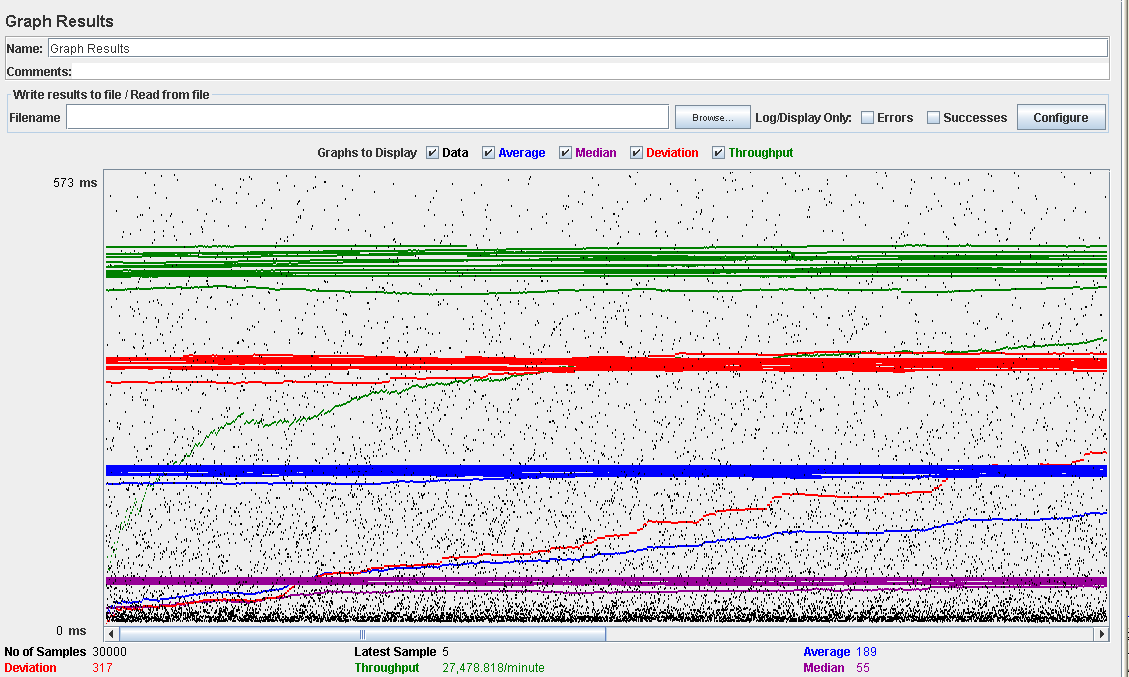 Graph Results
Name: Graph Results
Comments:
Write results to file / Read from file
Filename Browse... Log/Display Only: Errors Successes Configure
Graphs to Display Data Average Median Deviation Throughput
573 ms
0 ms
No of Samples 30000 Latest Sample 5 Average 189
Deviation 317 Throughput 27,478.818/minute Median 55